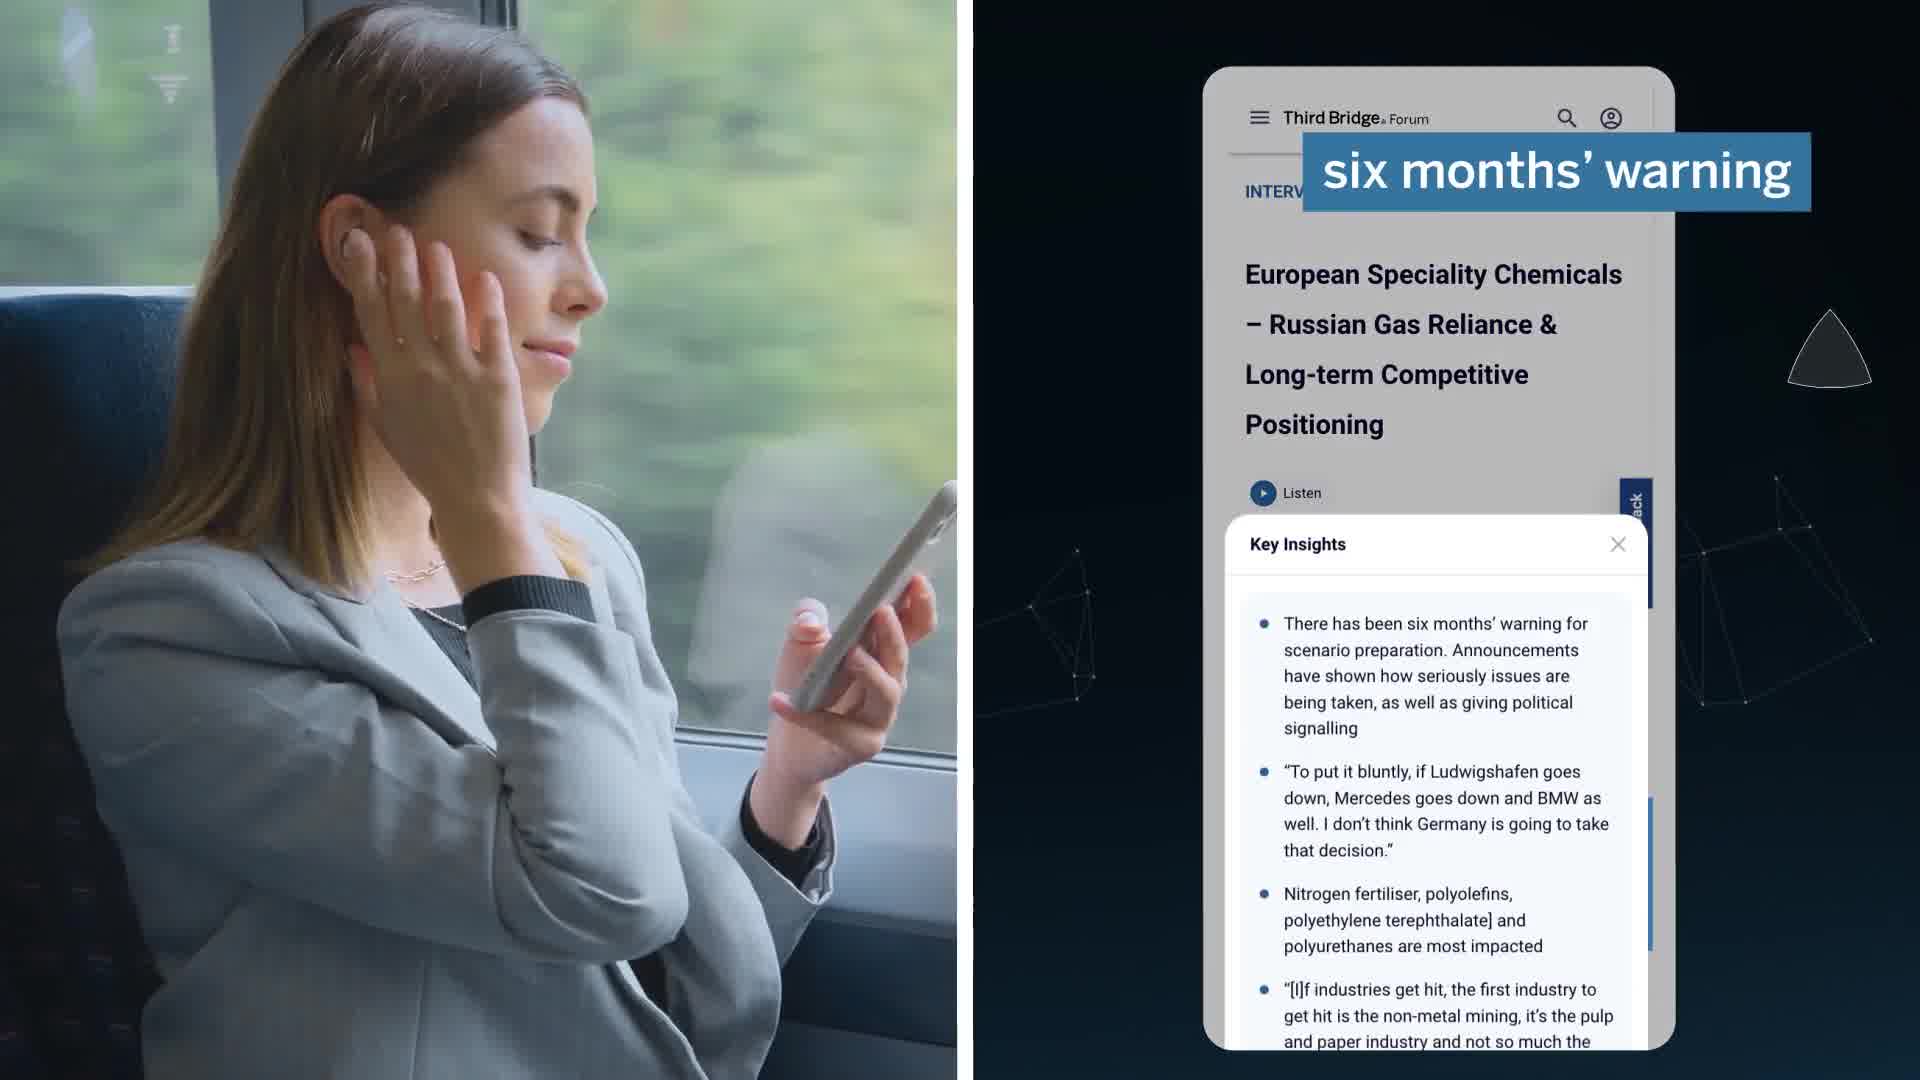 Third Bridge Forum
six months’ warning
INTERV
European Speciality Chemicals
– Russian Gas Reliance &
Long-term Competitive
Positioning
Listen
ack
Key Insights
There has been six months’ warning for
scenario preparation. Announcements
have shown how seriously issues are
being taken, as well as giving political
signalling
“To put it bluntly, if Ludwigshafen goes
down, Mercedes goes down and BMW as
well. I don’t think Germany is going to take
that decision.”
Nitrogen fertiliser, polyolefins,
polyethylene terephthalate] and
polyurethanes are most impacted
“[I]f industries get hit, the first industry to
get hit is the non-metal mining, it’s the pulp
and paper industry and not so much the